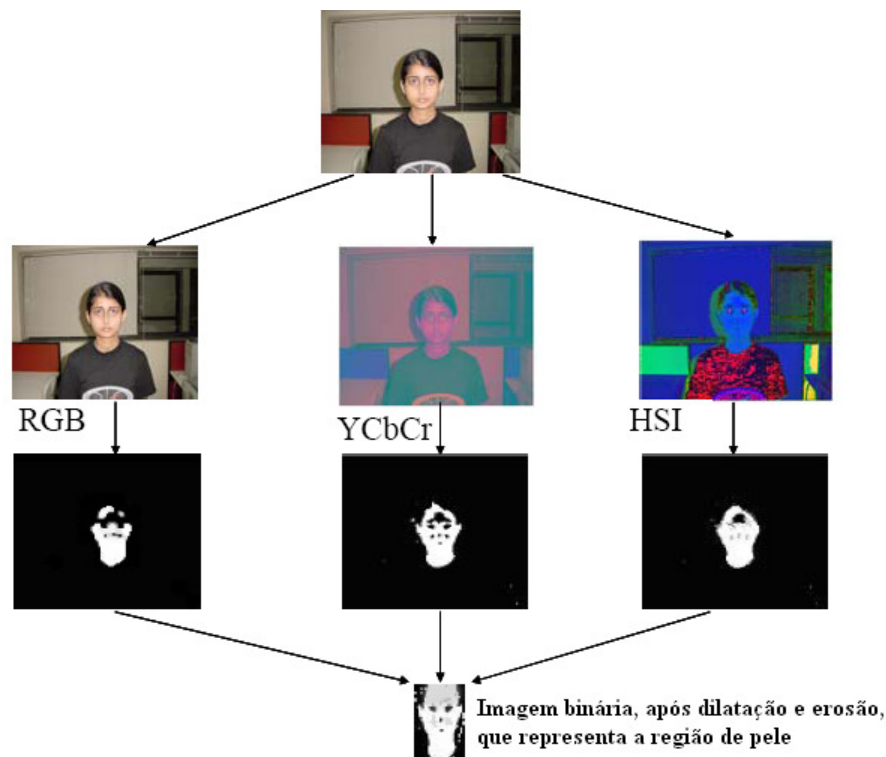 RGB
YCbCr
HSI
Imagem binária, após dilatação e erosão,
que representa a região de pele